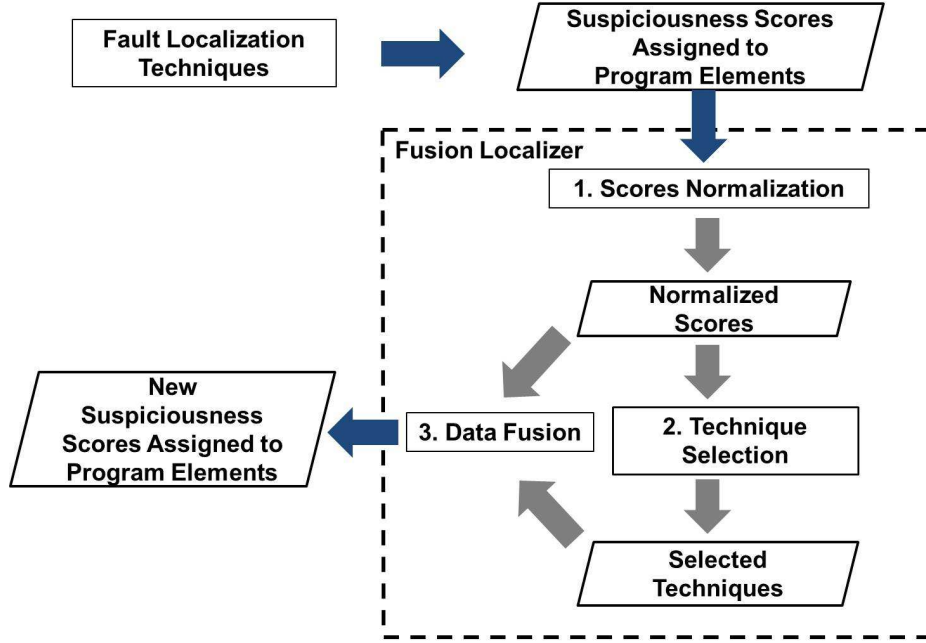 Fault Localization
Techniques
Suspiciousness Scores
Assigned to
Program Elements
Fusion Localizer
1. Scores Normalization
Normalized
Scores
New
Suspiciousness
Scores Assigned to
Program Elements
3. Data Fusion
2. Technique
Selection
Selected
Techniques